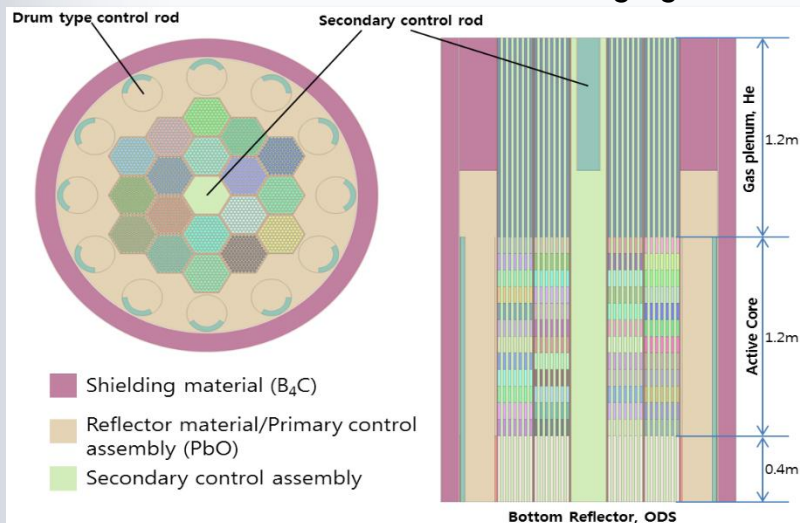 Drum type control rod
Secondary control rod
Gas plenum, He
1.2m
Active Core
1.2m
0.4m
Shielding material (B₄C)
Reflector material/Primary control
assembly (PbO)
Secondary control assembly
Bottom Reflector, ODS